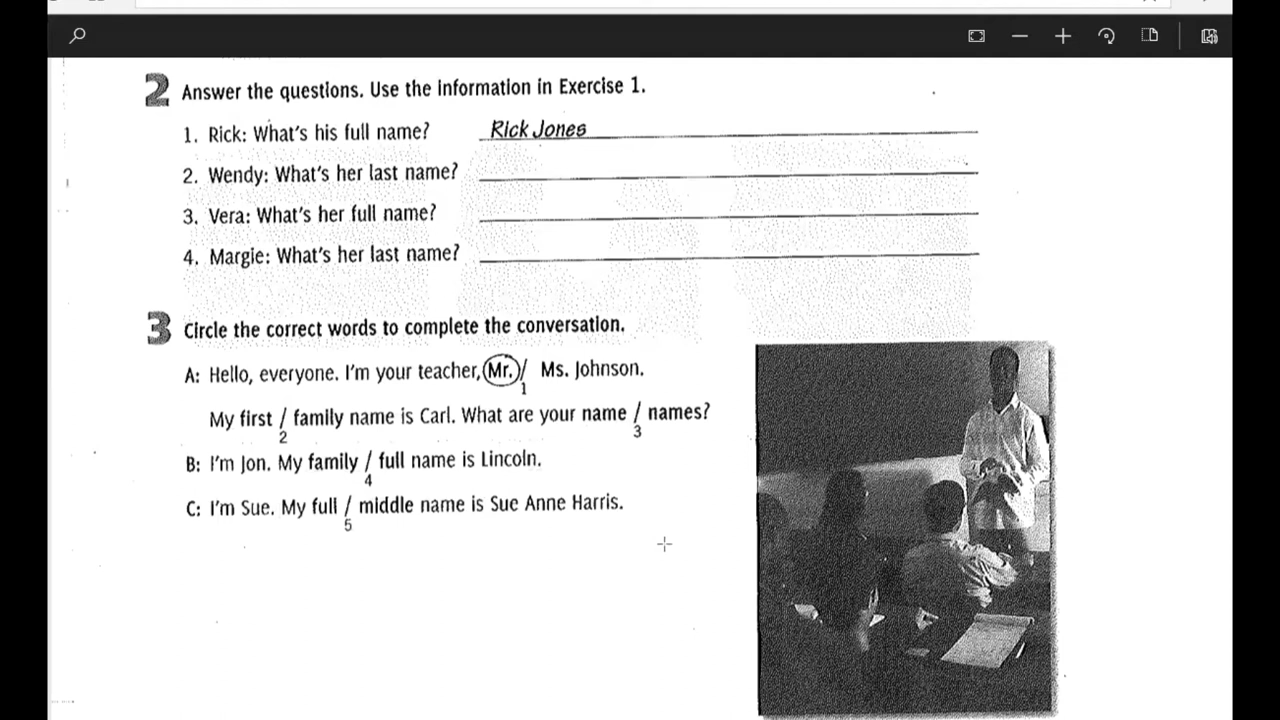 2 Answer the questions. Use the Information in Exercise 1.
1. Rick: What's his full name? Rick Jones
2. Wendy: What's her last name?
3. Vera: What's her full name?
4. Margie: What's her last name?
3 Circle the correct words to complete the conversation.
A: Hello, everyone. I'm your teacher, Mr. / Ms. Johnson.
1
My first / family name is Carl. What are your name / names?
2 3
B: I'm Jon. My family / full name is Lincoln.
4
C: I'm Sue. My full / middle name is Sue Anne Harris.
5